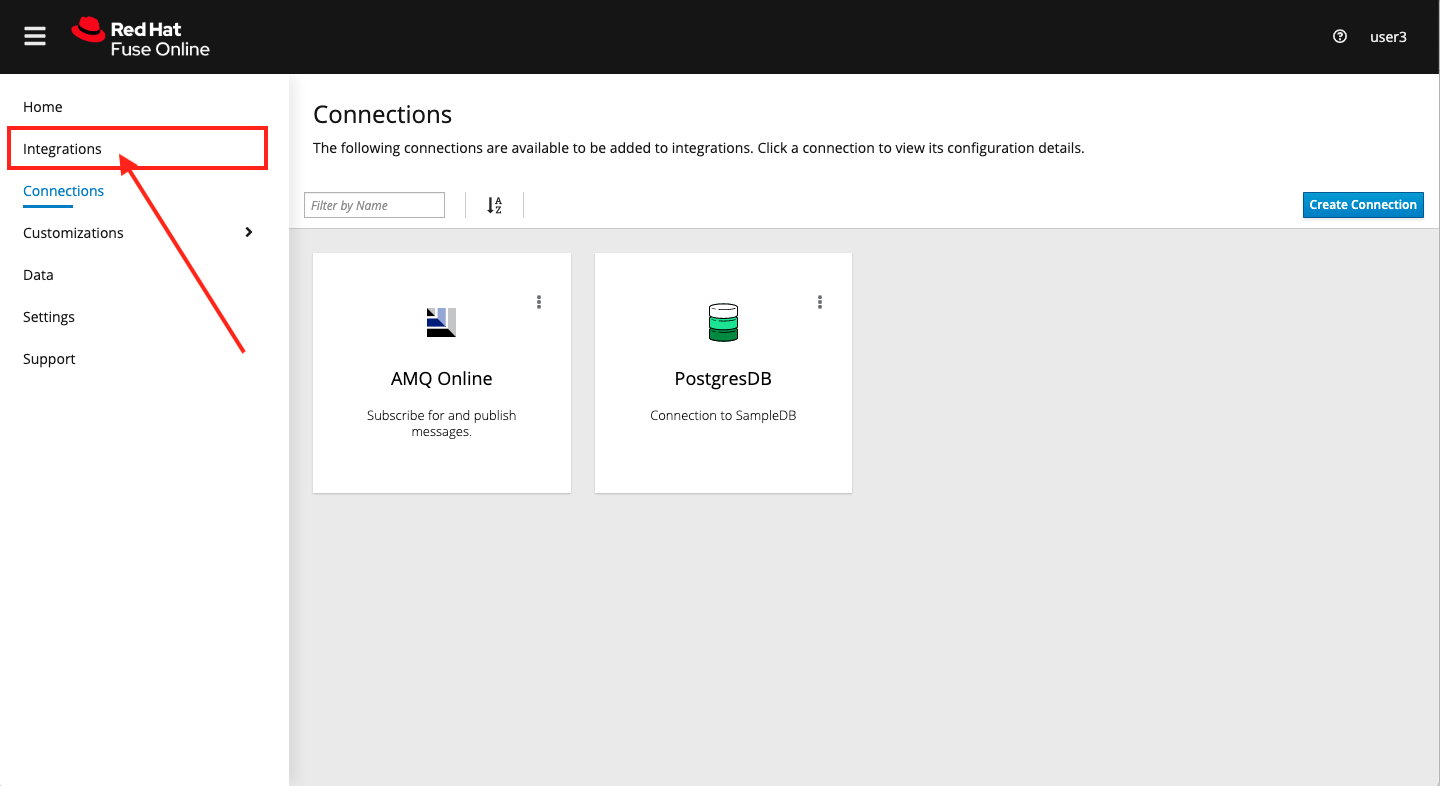 Red Hat
Fuse Online
user3
Home
Integrations
Connections
Customizations
Data
Settings
Support
Connections
The following connections are available to be added to integrations. Click a connection to view its configuration details.
Filter by Name
A
Z
Create Connection
AMQ Online
Subscribe for and publish
messages.
PostgresDB
Connection to SampleDB